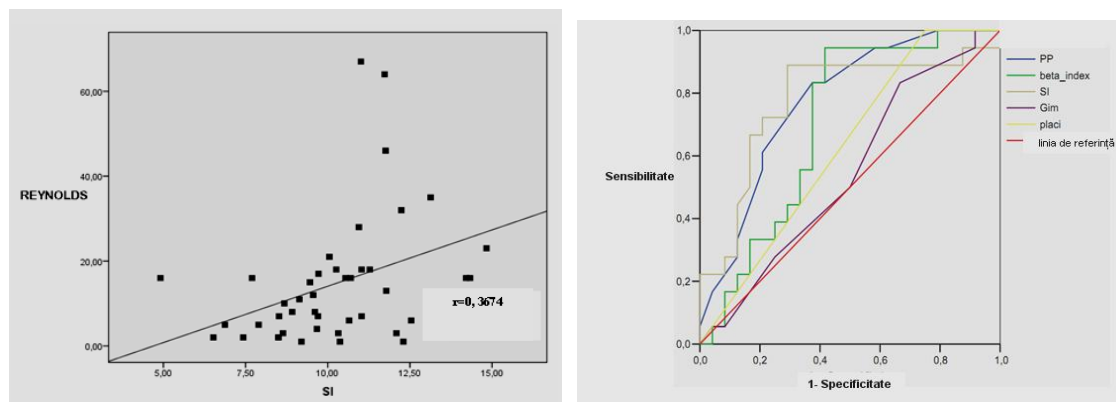 REYNOLDS
60,00
40,00
20,00
0,00
5,00 7,50 10,00 12,50 15,00
SI
r=0, 3674
Sensibilitate
1,0
0,8
0,6
0,4
0,2
0,0
0,0 0,2 0,4 0,6 0,8 1,0
1- Specificitate
PP
beta_index
SI
Gim
placi
linia de referință